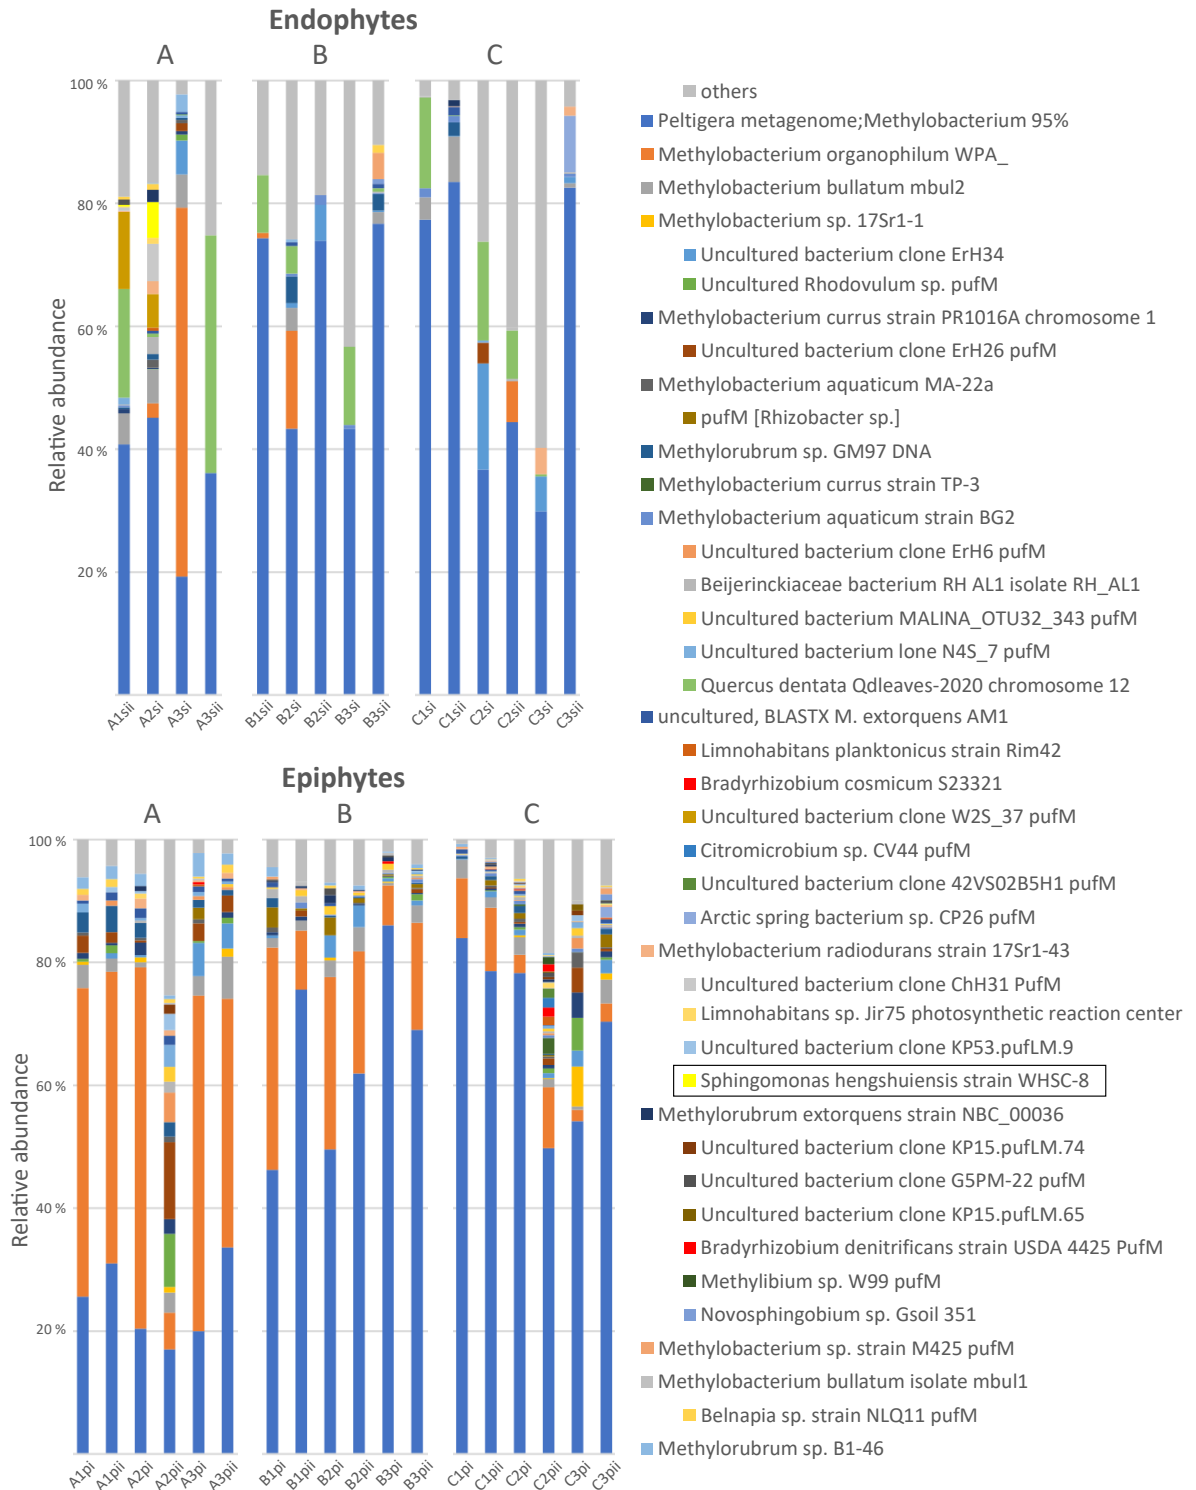 Endophytes
A B C
100 %
80 %
60 %
40 %
20 %
Relative abundance
A1sii A2si A3si A3sii B1sii B2si B2sii B3si B3sii C1si C1sii C2si C2sii C3si C3sii
Epiphytes
A B C
100 %
80 %
60 %
40 %
20 %
Relative abundance
A1pi A1pii A2pi A2pii A3pi A3pii B1pi B1pii B2pi B2pii B3pi B3pii C1pi C1pii C2pi C2pii C3pi C3pii
others
Peltigera metagenome;Methylobacterium 95%
Methylobacterium organophilum WPA_
Methylobacterium bullatum mbul2
Methylobacterium sp. 17Sr1-1
Uncultured bacterium clone ErH34
Uncultured Rhodovulum sp. pufM
Methylobacterium currus strain PR1016A chromosome 1
Uncultured bacterium clone ErH26 pufM
Methylobacterium aquaticum MA-22a
pufM [Rhizobacter sp.]
Methylorubrum sp. GM97 DNA
Methylobacterium currus strain TP-3
Methylobacterium aquaticum strain BG2
Uncultured bacterium clone ErH6 pufM
Beijerinckiaceae bacterium RH AL1 isolate RH_AL1
Uncultured bacterium MALINA_OTU32_343 pufM
Uncultured bacterium lone N4S_7 pufM
Quercus dentata Qdleaves-2020 chromosome 12
uncultured, BLASTX M. extorquens AM1
Limnohabitans planktonicus strain Rim42
Bradyrhizobium cosmicum S23321
Uncultured bacterium clone W2S_37 pufM
Citromicrobium sp. CV44 pufM
Uncultured bacterium clone 42VS02B5H1 pufM
Arctic spring bacterium sp. CP26 pufM
Methylobacterium radiodurans strain 17Sr1-43
Uncultured bacterium clone ChH31 PufM
Limnohabitans sp. Jir75 photosynthetic reaction center
Uncultured bacterium clone KP53.pufLM.9
Sphingomonas hengshuiensis strain WHSC-8
Methylorubrum extorquens strain NBC_00036
Uncultured bacterium clone KP15.pufLM.74
Uncultured bacterium clone G5PM-22 pufM
Uncultured bacterium clone KP15.pufLM.65
Bradyrhizobium denitrificans strain USDA 4425 PufM
Methylibium sp. W99 pufM
Novosphingobium sp. Gsoil 351
Methylobacterium sp. strain M425 pufM
Methylobacterium bullatum isolate mbul1
Belnapia sp. strain NLQ11 pufM
Methylorubrum sp. B1-46